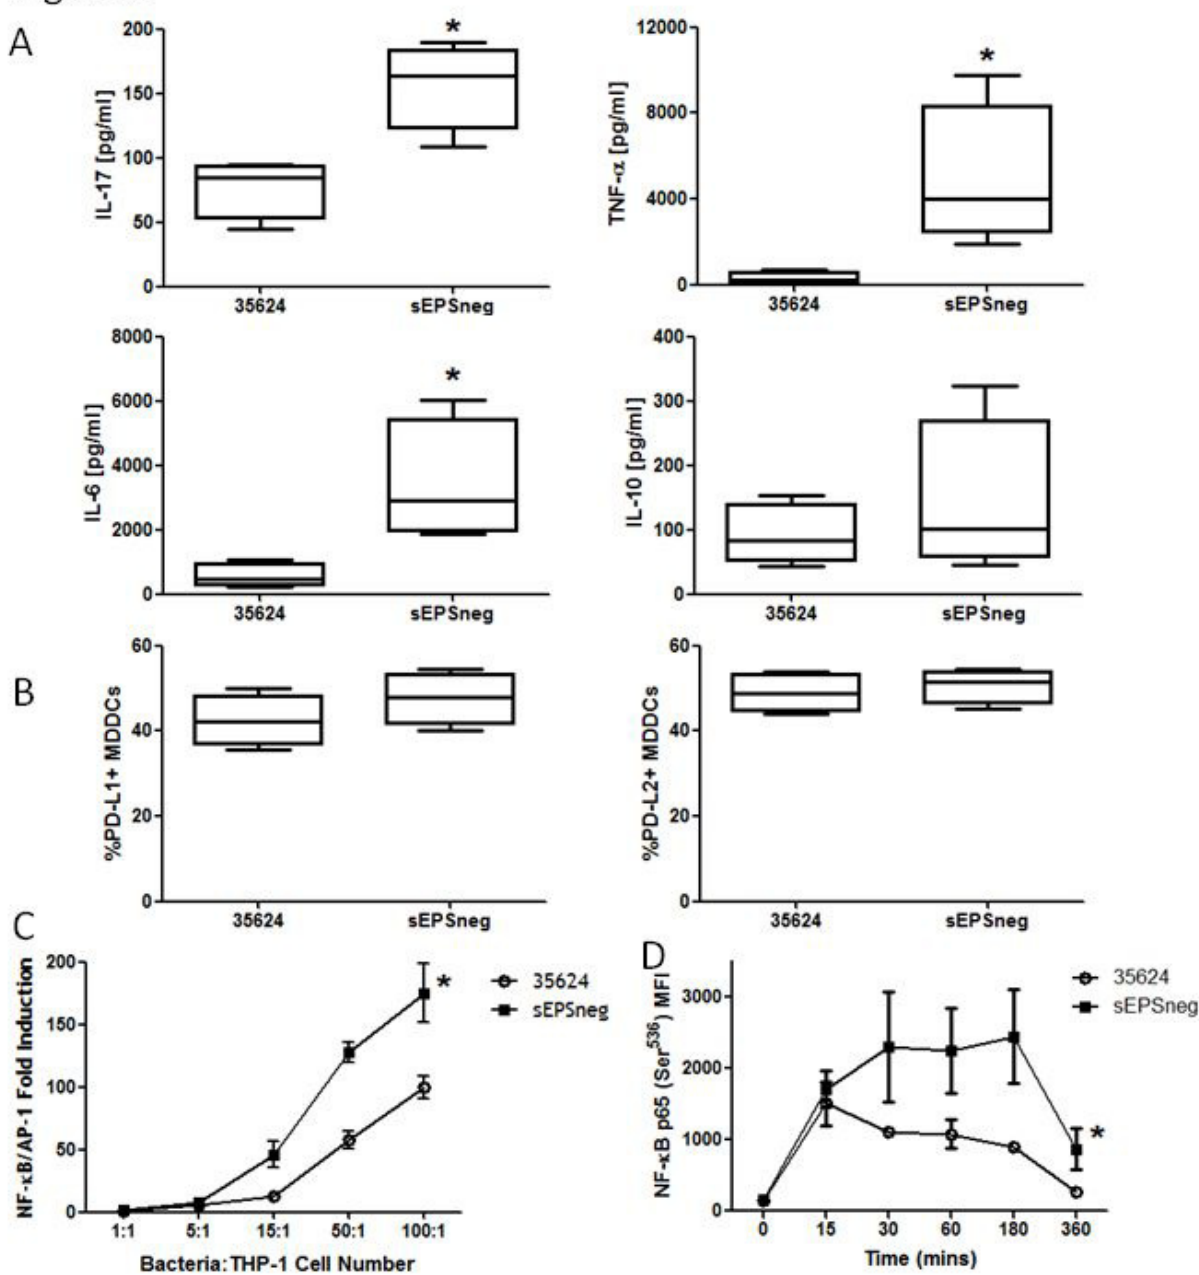 A
200
150
100
50
0
IL-17 [pg/ml]
*
35624 sEPSneg
12000
8000
4000
0
TNF-α [pg/ml]
*
35624 sEPSneg
8000
6000
4000
2000
0
IL-6 [pg/ml]
*
35624 sEPSneg
400
300
200
100
0
IL-10 [pg/ml]
35624 sEPSneg
B
60
40
20
0
%PD-L1+ MDDCs
35624 sEPSneg
60
40
20
0
%PD-L2+ MDDCs
35624 sEPSneg
C
200
150
100
50
0
NF-κB/AP-1 Fold Induction
*
35624
sEPSneg
1:1 5:1 15:1 50:1 100:1
Bacteria:THP-1 Cell Number
D
3000
2000
1000
0
NF-κB p65 (Ser536) MFI
35624
sEPSneg
*
0 15 30 60 180 360
Time (mins)